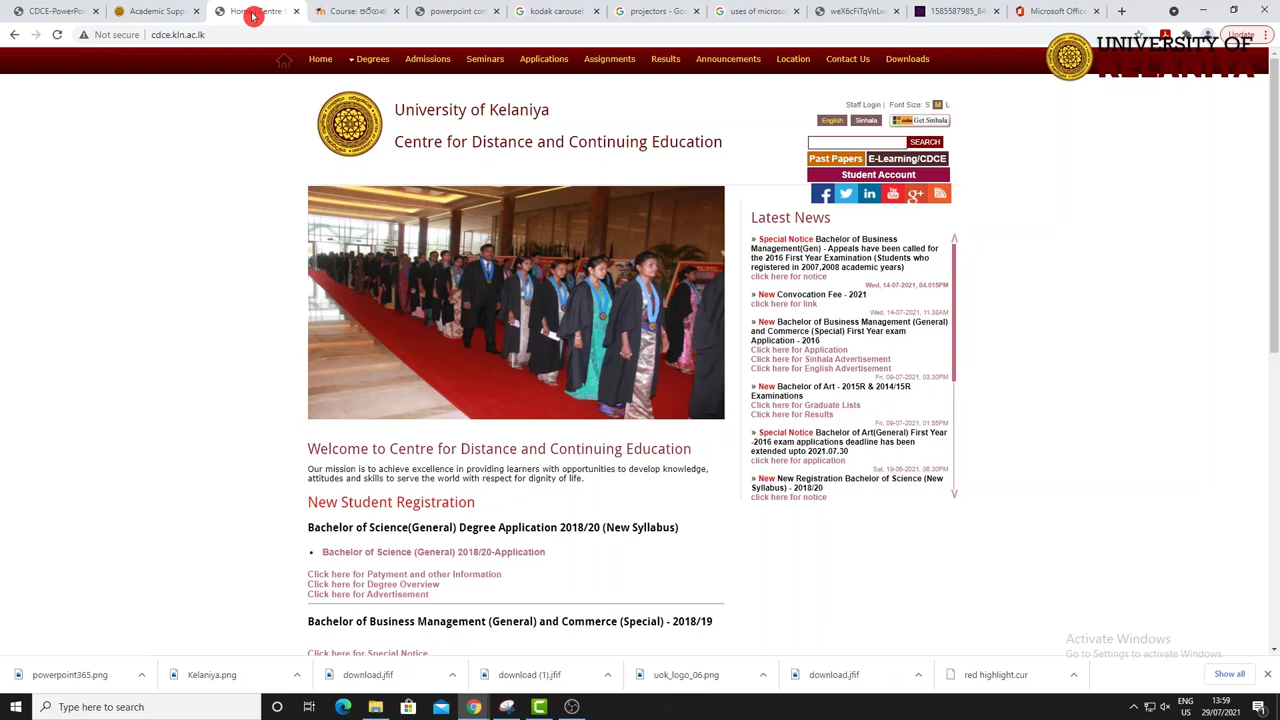 CDCE-PowerPoi
Academic Supp
Home - Centre
kodak carousel
projectors - Go
uses of microsc
1585587985_84
Not secure
cdce.kln.ac.lk
Update
Home Degrees Admissions Seminars Applications Assignments Results Announcements Location Contact Us Downloads
UNIVERSITY OF
KELANIYA
University of Kelaniya
Centre for Distance and Continuing Education
Staff Login | Font Size: S M L
English Sinhala Get Sinhala
SEARCH
Past Papers E-Learning/CDCE
Student Account
Latest News
» Special Notice Bachelor of Business
Management(Gen) - Appeals have been called for
the 2016 First Year Examination (Students who
registered in 2007,2008 academic years)
click here for notice
Wed, 14-07-2021, 04.015PM
» New Convocation Fee - 2021
click here for link
Wed, 14-07-2021, 11.38AM
» New Bachelor of Business Management (General)
and Commerce (Special) First Year exam
Application - 2016
Click here for Application
Click here for Sinhala Advertisement
Click here for English Advertisement
Fri, 09-07-2021, 03.30PM
» New Bachelor of Art - 2015R & 2014/15R
Examinations
Click here for Graduate Lists
Click here for Results
Fri, 09-07-2021, 01.55PM
» Special Notice Bachelor of Art(General) First Year
-2016 exam applications deadline has been
extended upto 2021.07.30
click here for application
Sat, 19-06-2021, 06.30PM
» New New Registration Bachelor of Science (New
Syllabus) - 2018/20
click here for notice
Welcome to Centre for Distance and Continuing Education
Our mission is to achieve excellence in providing learners with opportunities to develop knowledge,
attitudes and skills to serve the world with respect for dignity of life.
New Student Registration
Bachelor of Science(General) Degree Application 2018/20 (New Syllabus)
• Bachelor of Science (General) 2018/20-Application
Click here for Patyment and other Information
Click here for Degree Overview
Click here for Advertisement
Bachelor of Business Management (General) and Commerce (Special) - 2018/19
Click here for Special Notice
Activate Windows
Go to Settings to activate Windows.
powerpoint365.png
Kelaniya.png
download.jfif
download (1).jfif
uok_logo_06.png
download.jfif
red highlight.cur
Show all
Type here to search
ENG
US
13:59
29/07/2021